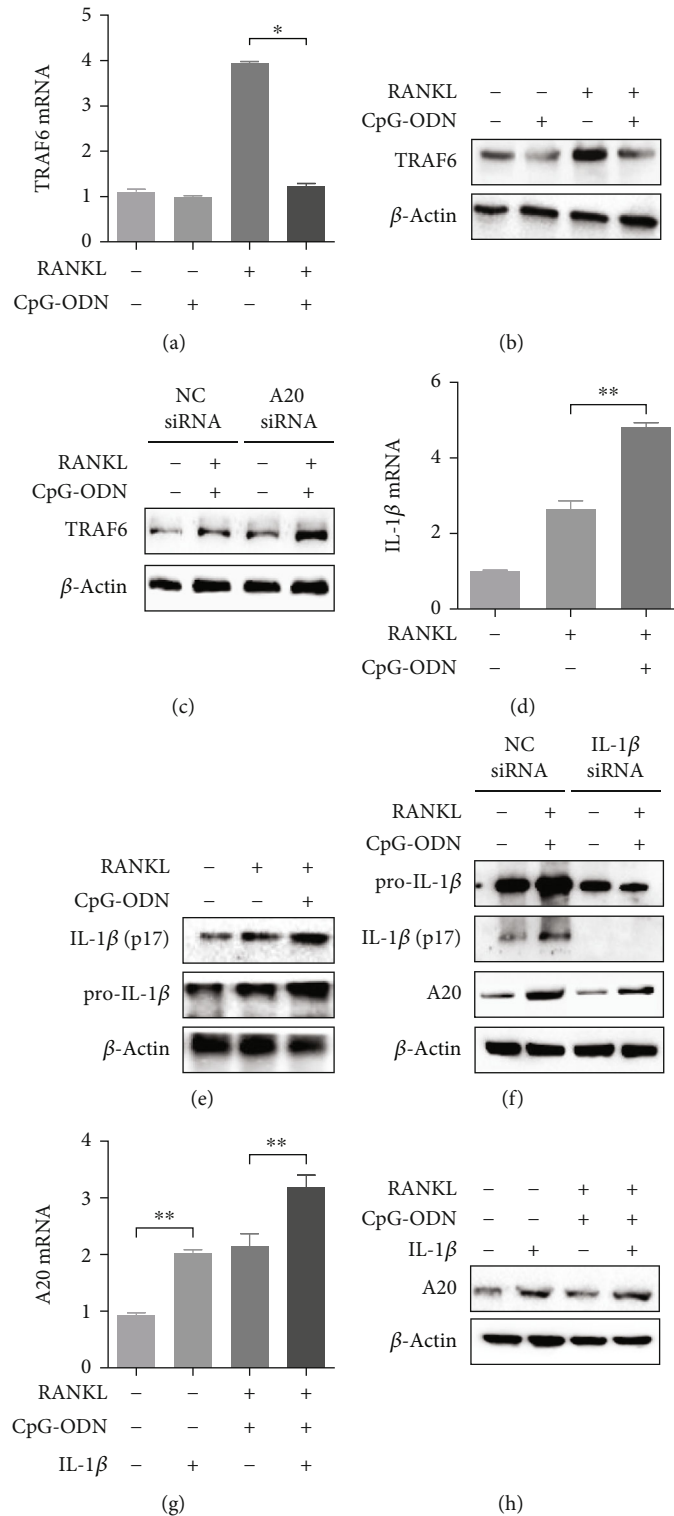 5
4
3
2
1
0
TRAF6 mRNA
*
RANKL – – + +
CpG-ODN – + – +
(a)
RANKL – – + +
CpG-ODN – + – +
TRAF6
β-Actin
(b)
NC siRNA
A20 siRNA
RANKL – + – +
CpG-ODN – + – +
TRAF6
β-Actin
(c)
6
4
2
0
IL-1β mRNA
**
RANKL – + +
CpG-ODN – – +
(d)
RANKL – + +
CpG-ODN – – +
IL-1β (p17)
pro-IL-1β
β-Actin
(e)
NC siRNA
IL-1β siRNA
RANKL – + – +
CpG-ODN – + – +
pro-IL-1β
IL-1β (p17)
A20
β-Actin
(f)
4
3
2
1
0
A20 mRNA
**
**
RANKL – – + +
CpG-ODN – – + +
IL-1β – + – +
(g)
RANKL – – + +
CpG-ODN – – + +
IL-1β – + – +
A20
β-Actin
(h)